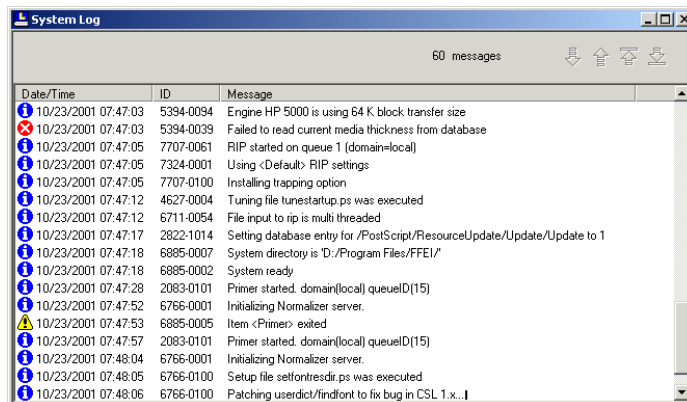 System Log
60 messages
Date/Time ID Message
10/23/2001 07:47:03 5394-0094 Engine HP 5000 is using 64 K block transfer size
10/23/2001 07:47:03 5394-0039 Failed to read current media thickness from database
10/23/2001 07:47:05 7707-0061 RIP started on queue 1 (domain=local)
10/23/2001 07:47:05 7324-0001 Using <Default> RIP settings
10/23/2001 07:47:05 7707-0100 Installing trapping option
10/23/2001 07:47:12 4627-0004 Tuning file tunestartup.ps was executed
10/23/2001 07:47:12 6711-0054 File input to rip is multi threaded
10/23/2001 07:47:17 2822-1014 Setting database entry for /PostScript/ResourceUpdate/Update/Update to 1
10/23/2001 07:47:18 6885-0007 System directory is 'D:/Program Files/FFEI/'
10/23/2001 07:47:18 6885-0002 System ready
10/23/2001 07:47:28 2083-0101 Primer started. domain(local) queueID(15)
10/23/2001 07:47:52 6766-0001 Initializing Normalizer server.
10/23/2001 07:47:53 6885-0005 Item <Primer> exited
10/23/2001 07:47:57 2083-0101 Primer started. domain(local) queueID(15)
10/23/2001 07:48:04 6766-0001 Initializing Normalizer server.
10/23/2001 07:48:05 6766-0100 Setup file setfontresdir.ps was executed
10/23/2001 07:48:06 6766-0100 Patching userdict/findfont to fix bug in CSL 1.x...